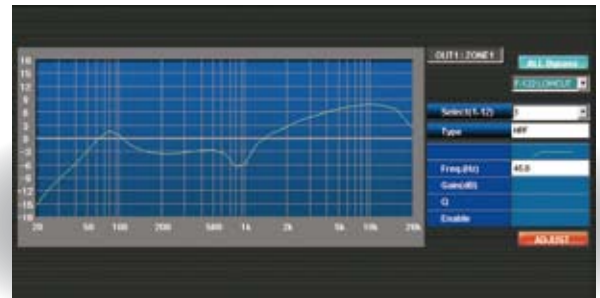 OUT1 : ZONE1
ALL Bypass
Select(1-12) 3
Type HPF
Freq.(Hz) 45.0
Gain(dB)
Q
Enable
ADJUST
18
15
12
9
6
3
0
-3
-6
-9
-12
-15
-18
20 50 100 200 500 1k 2k 5k 10k 20k